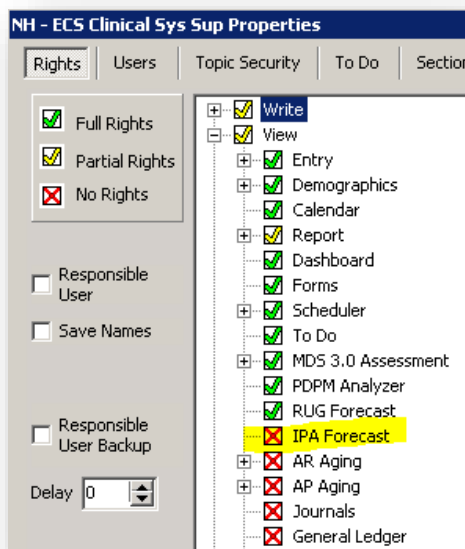 NH - ECS Clinical Sys Sup Properties
Rights Users Topic Security To Do Section
Full Rights
Partial Rights
No Rights
Responsible
User
Save Names
Responsible
User Backup
Delay 0
Write
View
Entry
Demographics
Calendar
Report
Dashboard
Forms
Scheduler
To Do
MDS 3.0 Assessment
PDPM Analyzer
RUG Forecast
IPA Forecast
AR Aging
AP Aging
Journals
General Ledger